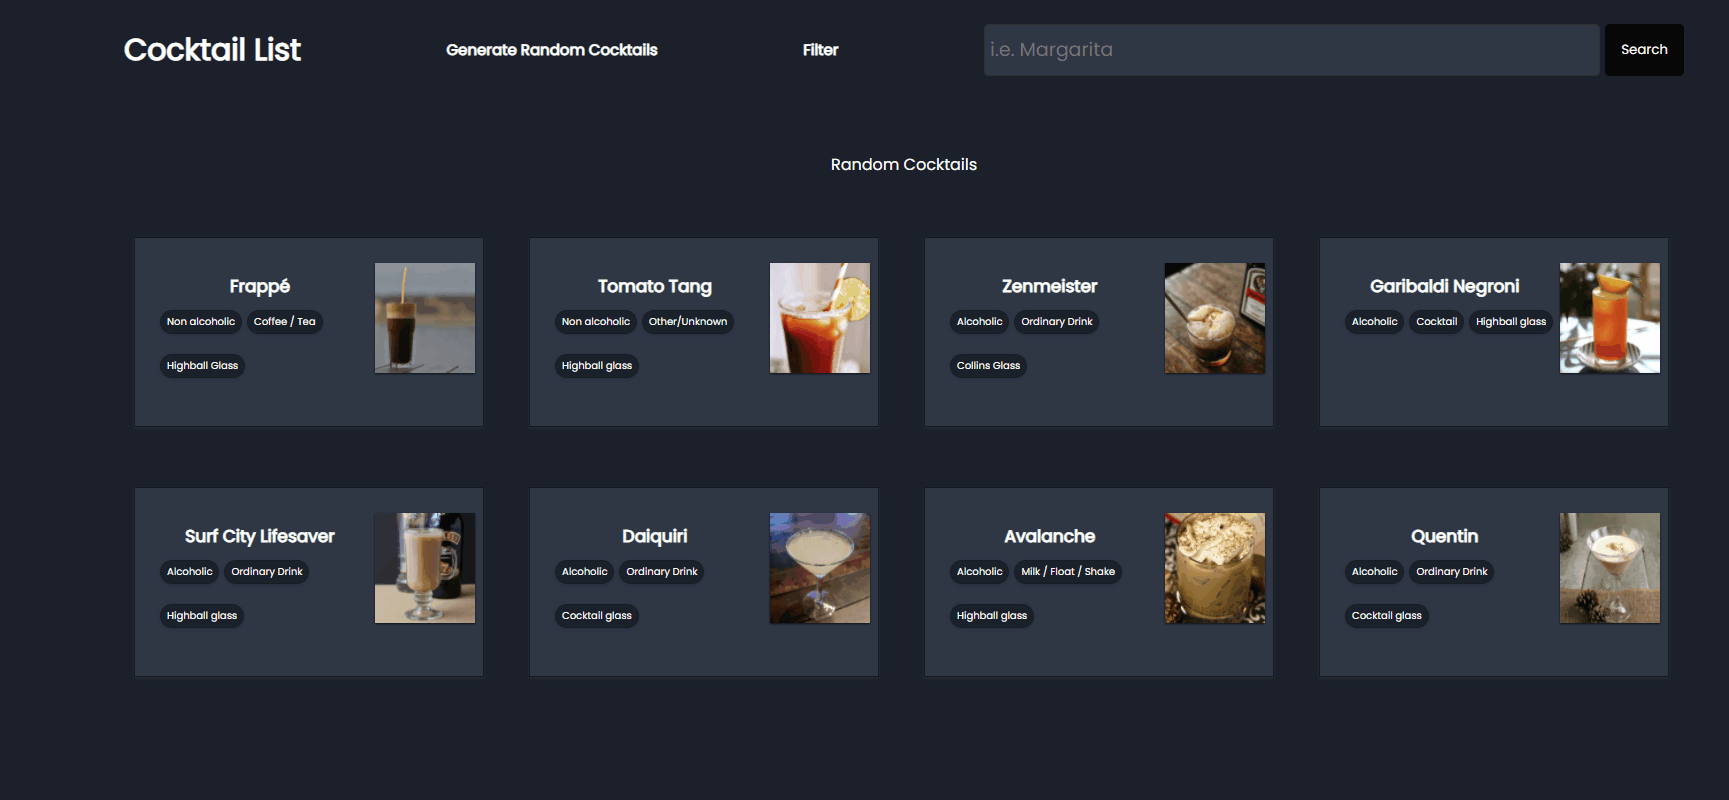 Cocktail List
Generate Random Cocktails
Filter
i.e. Margarita
Search
Random Cocktails
Frappé
Non alcoholic
Coffee / Tea
Highball Glass
Tomato Tang
Non alcoholic
Other/Unknown
Highball glass
Zenmeister
Alcoholic
Ordinary Drink
Collins Glass
Garibaldi Negroni
Alcoholic
Cocktail
Highball glass
Surf City Lifesaver
Alcoholic
Ordinary Drink
Highball glass
Daiquiri
Alcoholic
Ordinary Drink
Cocktail glass
Avalanche
Alcoholic
Milk / Float / Shake
Highball glass
Quentin
Alcoholic
Ordinary Drink
Cocktail glass